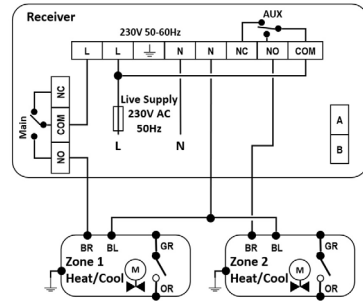 Receiver
230V 50-60Hz
AUX
L L N N NC NO COM
NC
COM
NO
Main
Live Supply
230V AC
50Hz
L N
A
B
BR BL GR
Zone 1
Heat/Cool
M
OR
BR BL GR
Zone 2
Heat/Cool
M
OR